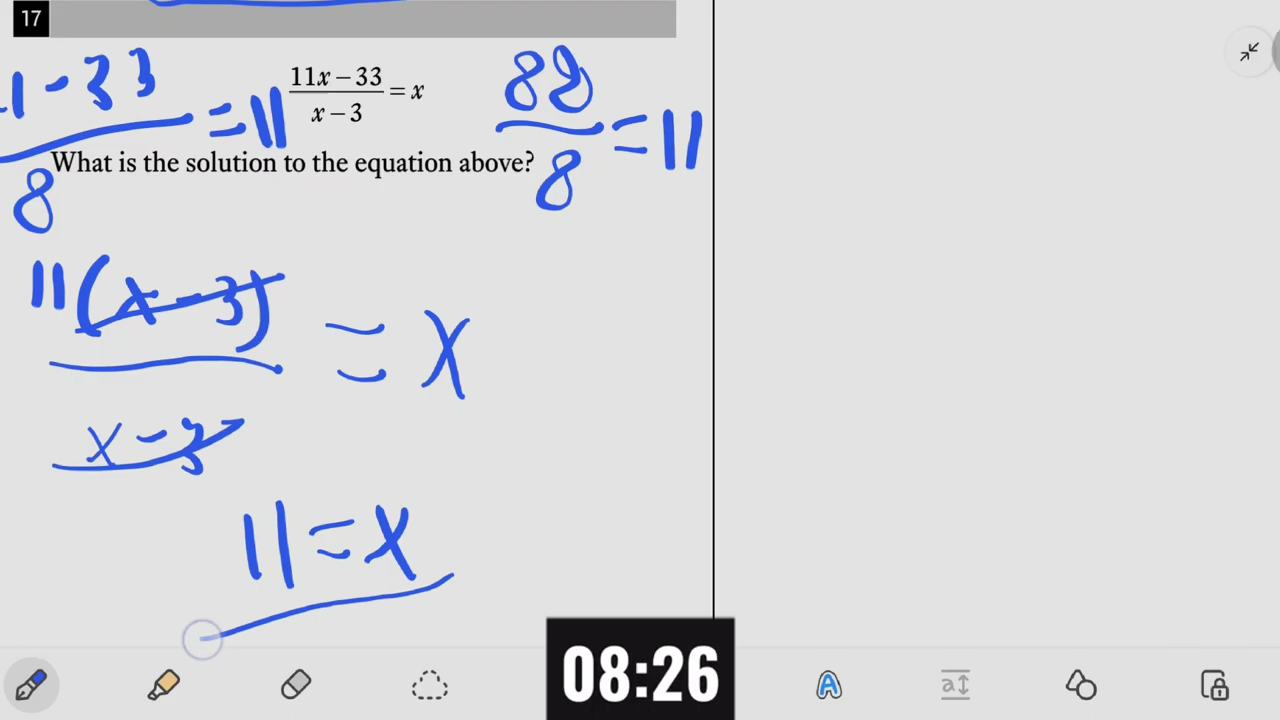 17
1 - 33 / 8 = 11
(11x − 33)/(x − 3) = x
88/8 = 11
What is the solution to the equation above?
11(x - 3) / x - 3 = x
11 = x
08:26
A
a